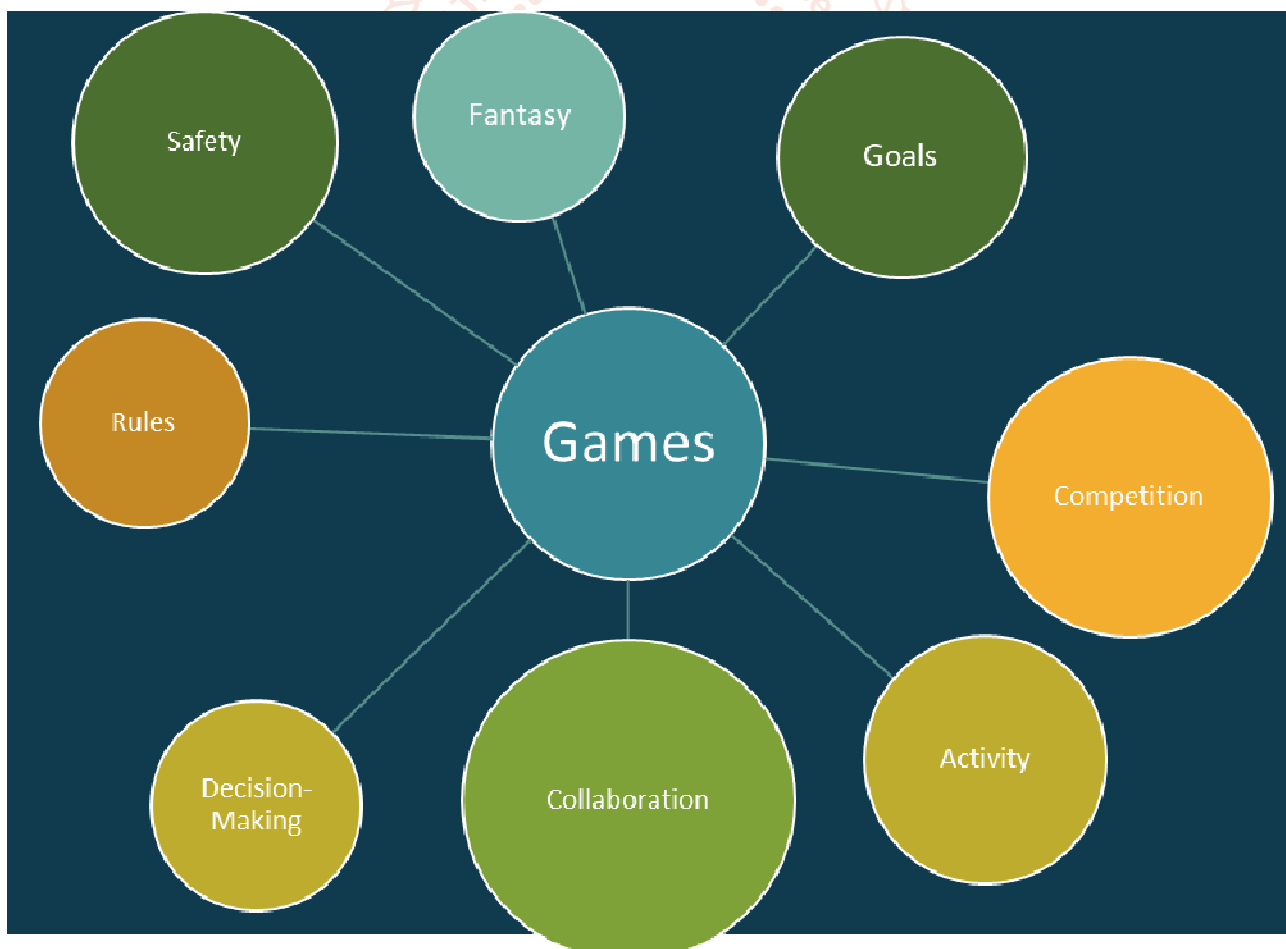 Fantasy
Safety
Goals
Rules
Games
Competition
Decision-
Making
Collaboration
Activity